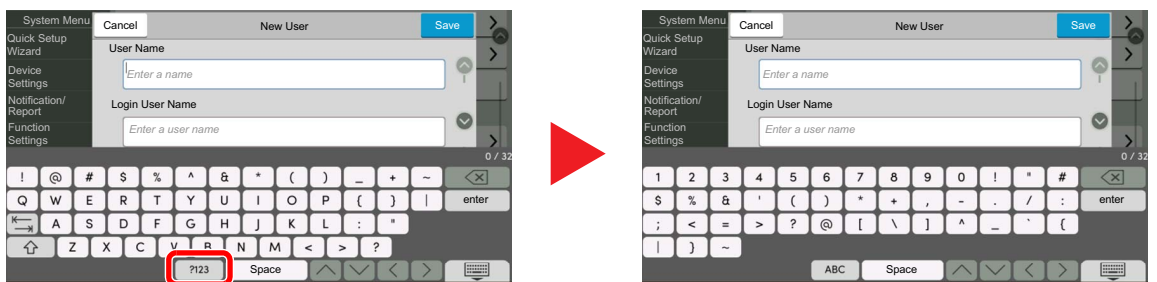 System Menu
Cancel
New User
Save
Quick Setup
Wizard
User Name
Device
Settings
Enter a name
Notification/
Report
Login User Name
Function
Settings
Enter a user name
0 / 32
! @ # $ % ^ & * ( ) _ + ~
Q W E R T Y U I O P { } | enter
A S D F G H J K L : "
Z X C V B N M < > ?
?123 Space
System Menu
Cancel
New User
Save
Quick Setup
Wizard
User Name
Device
Settings
Enter a name
Notification/
Report
Login User Name
Function
Settings
Enter a user name
0 / 32
1 2 3 4 5 6 7 8 9 0 ! " #
$ % & ' ( ) * + , - . / : enter
; < = > ? @ [ \ ] ^ _ ` {
| } ~
ABC Space